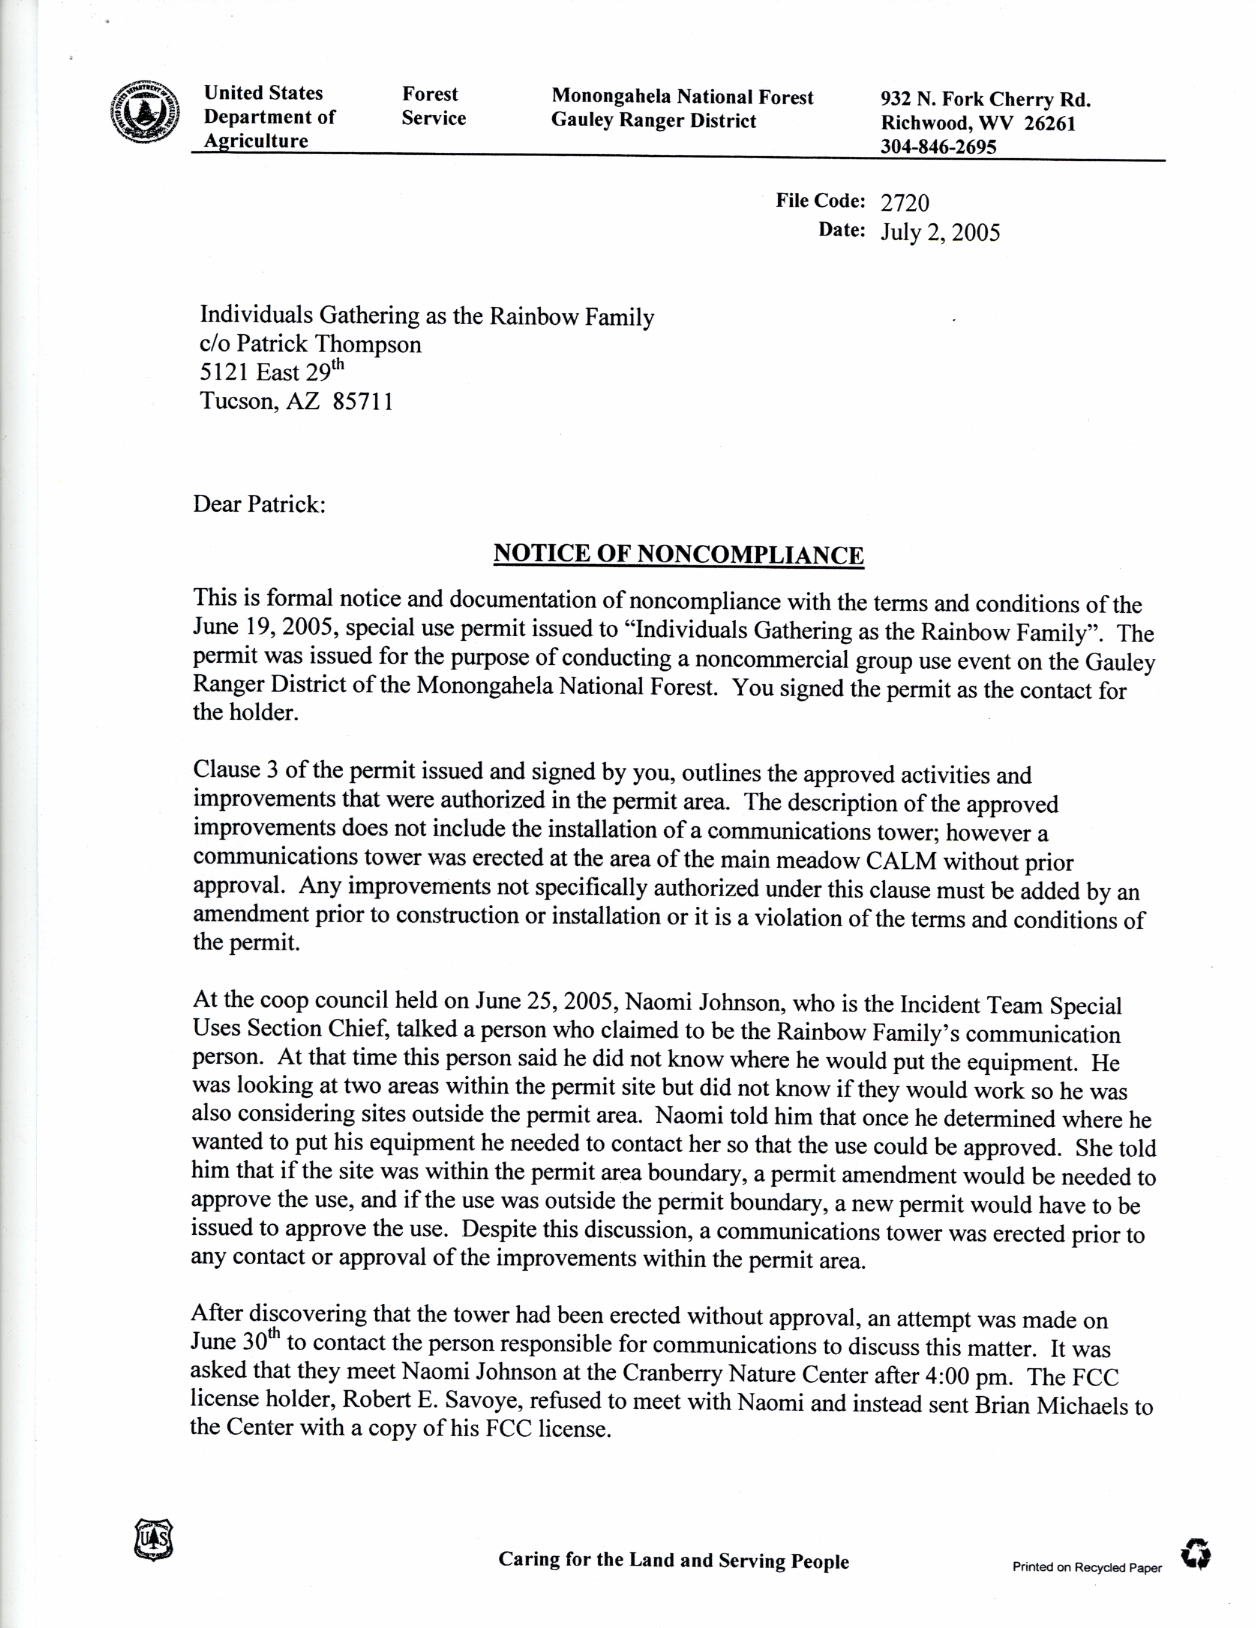 United States Department of Agriculture
Forest Service
Monongahela National Forest
Gauley Ranger District
932 N. Fork Cherry Rd.
Richwood, WV 26261
304-846-2695
File Code: 2720
Date: July 2, 2005
Individuals Gathering as the Rainbow Family
c/o Patrick Thompson
5121 East 29th
Tucson, AZ 85711
Dear Patrick:
NOTICE OF NONCOMPLIANCE
This is formal notice and documentation of noncompliance with the terms and conditions of the
June 19, 2005, special use permit issued to “Individuals Gathering as the Rainbow Family”. The
permit was issued for the purpose of conducting a noncommercial group use event on the Gauley
Ranger District of the Monongahela National Forest. You signed the permit as the contact for
the holder.
Clause 3 of the permit issued and signed by you, outlines the approved activities and
improvements that were authorized in the permit area. The description of the approved
improvements does not include the installation of a communications tower; however a
communications tower was erected at the area of the main meadow CALM without prior
approval. Any improvements not specifically authorized under this clause must be added by an
amendment prior to construction or installation or it is a violation of the terms and conditions of
the permit.
At the coop council held on June 25, 2005, Naomi Johnson, who is the Incident Team Special
Uses Section Chief, talked a person who claimed to be the Rainbow Family’s communication
person. At that time this person said he did not know where he would put the equipment. He
was looking at two areas within the permit site but did not know if they would work so he was
also considering sites outside the permit area. Naomi told him that once he determined where he
wanted to put his equipment he needed to contact her so that the use could be approved. She told
him that if the site was within the permit area boundary, a permit amendment would be needed to
approve the use, and if the use was outside the permit boundary, a new permit would have to be
issued to approve the use. Despite this discussion, a communications tower was erected prior to
any contact or approval of the improvements within the permit area.
After discovering that the tower had been erected without approval, an attempt was made on
June 30th to contact the person responsible for communications to discuss this matter. It was
asked that they meet Naomi Johnson at the Cranberry Nature Center after 4:00 pm. The FCC
license holder, Robert E. Savoye, refused to meet with Naomi and instead sent Brian Michaels to
the Center with a copy of his FCC license.
UAS
Caring for the Land and Serving People
Printed on Recycled Paper